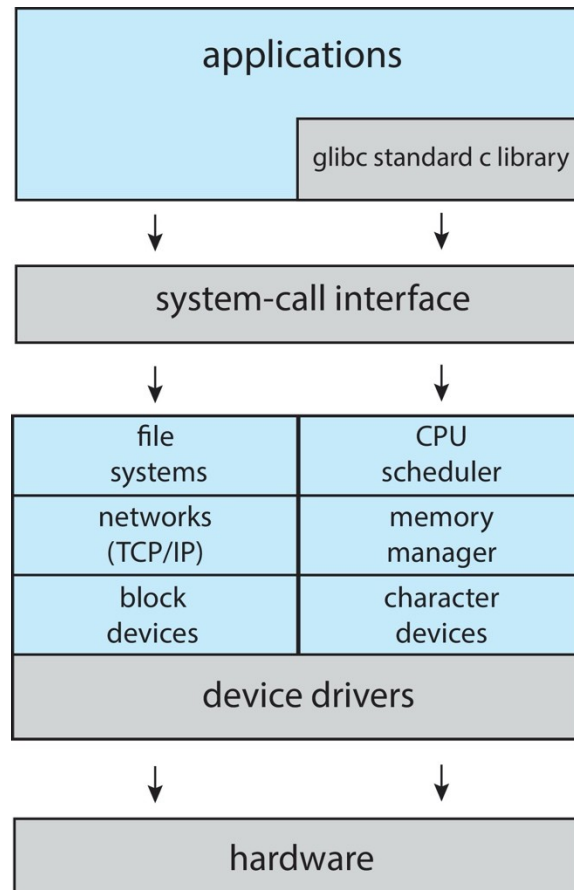 applications
glibc standard c library
system-call interface
file
systems
CPU
scheduler
networks
(TCP/IP)
memory
manager
block
devices
character
devices
device drivers
hardware